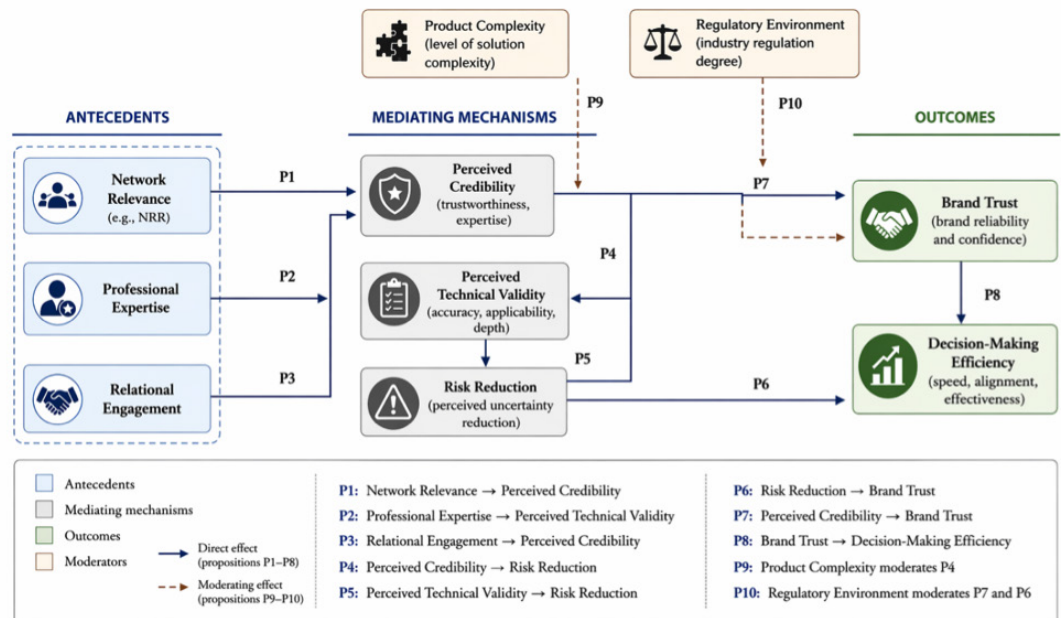 Product Complexity
(level of solution
complexity)
Regulatory Environment
(industry regulation
degree)
P9
P10
ANTECEDENTS
MEDIATING MECHANISMS
OUTCOMES
Network
Relevance
(e.g., NRR)
P1
Perceived
Credibility
(trustworthiness,
expertise)
P7
Brand Trust
(brand reliability
and confidence)
P4
Professional
Expertise
P2
Perceived
Technical Validity
(accuracy, applicability,
depth)
P8
P5
Relational
Engagement
P3
Risk Reduction
(perceived uncertainty
reduction)
P6
Decision-Making
Efficiency
(speed, alignment,
effectiveness)
Antecedents
Mediating mechanisms
Outcomes
Moderators
Direct effect
(propositions P1–P8)
Moderating effect
(propositions P9–P10)
P1: Network Relevance → Perceived Credibility
P2: Professional Expertise → Perceived Technical Validity
P3: Relational Engagement → Perceived Credibility
P4: Perceived Credibility → Risk Reduction
P5: Perceived Technical Validity → Risk Reduction
P6: Risk Reduction → Brand Trust
P7: Perceived Credibility → Brand Trust
P8: Brand Trust → Decision-Making Efficiency
P9: Product Complexity moderates P4
P10: Regulatory Environment moderates P7 and P6